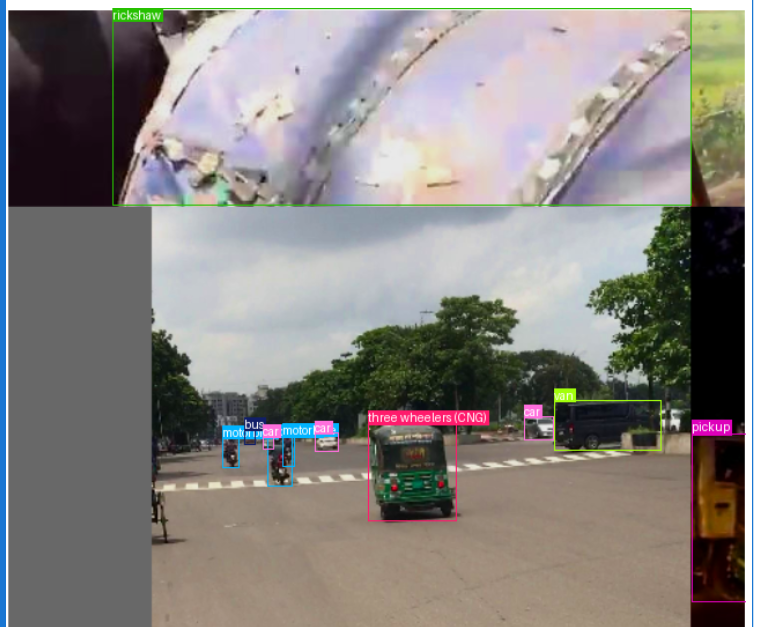 rickshaw
three wheelers (CNG)
van
car
bus
motor
car
motor
car
pickup